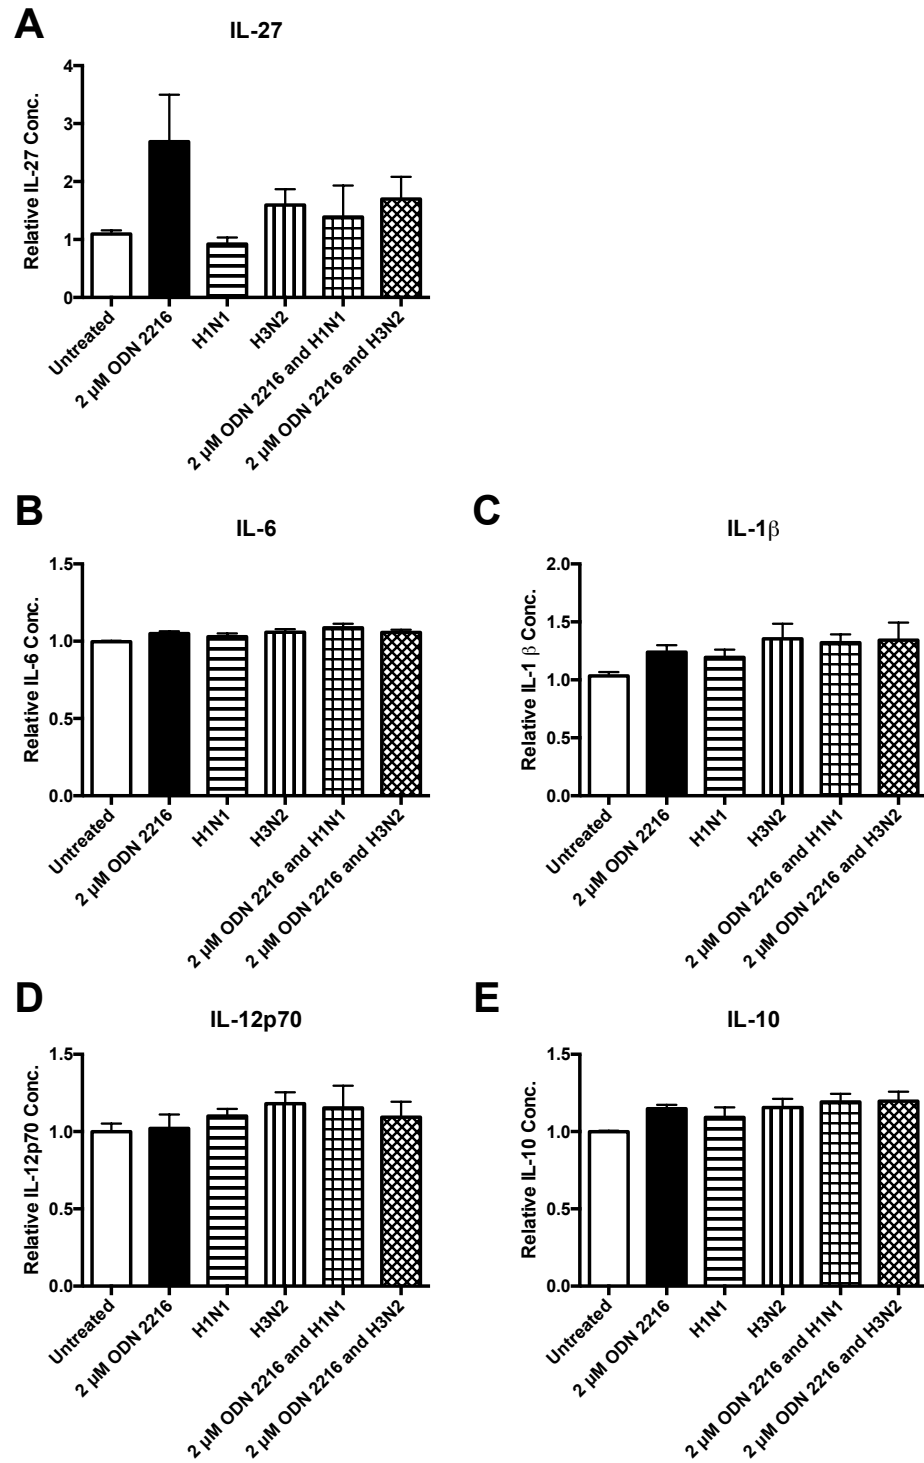 A
IL-27
Relative IL-27 Conc.
4
3
2
1
0
Untreated
2 µM ODN 2216
H1N1
H3N2
2 µM ODN 2216 and H1N1
2 µM ODN 2216 and H3N2
B
IL-6
Relative IL-6 Conc.
1.5
1.0
0.5
0.0
Untreated
2 µM ODN 2216
H1N1
H3N2
2 µM ODN 2216 and H1N1
2 µM ODN 2216 and H3N2
C
IL-1β
Relative IL-1 β Conc.
2.0
1.5
1.0
0.5
0.0
Untreated
2 µM ODN 2216
H1N1
H3N2
2 µM ODN 2216 and H1N1
2 µM ODN 2216 and H3N2
D
IL-12p70
Relative IL-12p70 Conc.
1.5
1.0
0.5
0.0
Untreated
2 µM ODN 2216
H1N1
H3N2
2 µM ODN 2216 and H1N1
2 µM ODN 2216 and H3N2
E
IL-10
Relative IL-10 Conc.
1.5
1.0
0.5
0.0
Untreated
2 µM ODN 2216
H1N1
H3N2
2 µM ODN 2216 and H1N1
2 µM ODN 2216 and H3N2